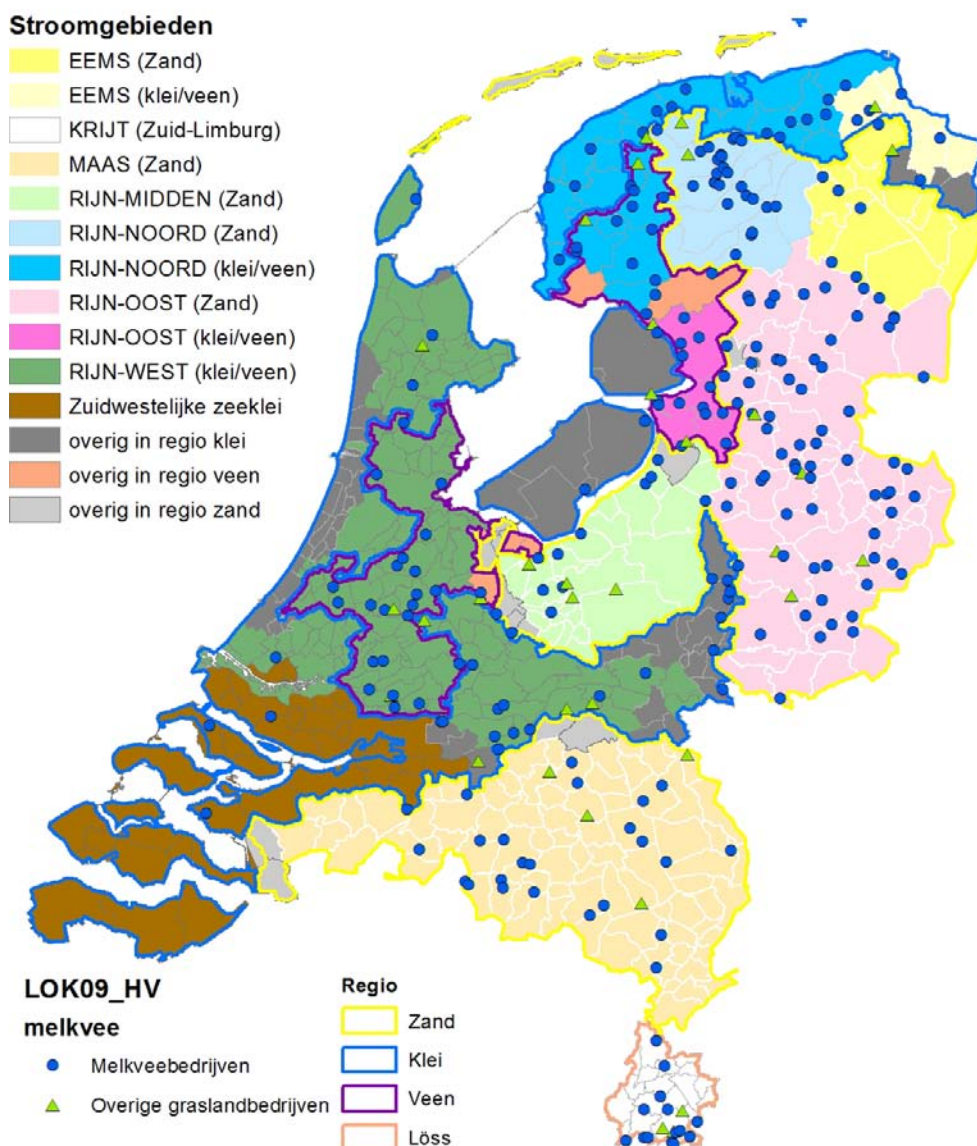 Stroomgebieden
EEMS (Zand)
EEMS (klei/veen)
KRIJT (Zuid-Limburg)
MAAS (Zand)
RIJN-MIDDEN (Zand)
RIJN-NOORD (Zand)
RIJN-NOORD (klei/veen)
RIJN-OOST (Zand)
RIJN-OOST (klei/veen)
RIJN-WEST (klei/veen)
Zuidwestelijke zeeklei
overig in regio klei
overig in regio veen
overig in regio zand
LOK09_HV
melkvee
Melkveebedrijven
Overige graslandbedrijven
Regio
Zand
Klei
Veen
Löss